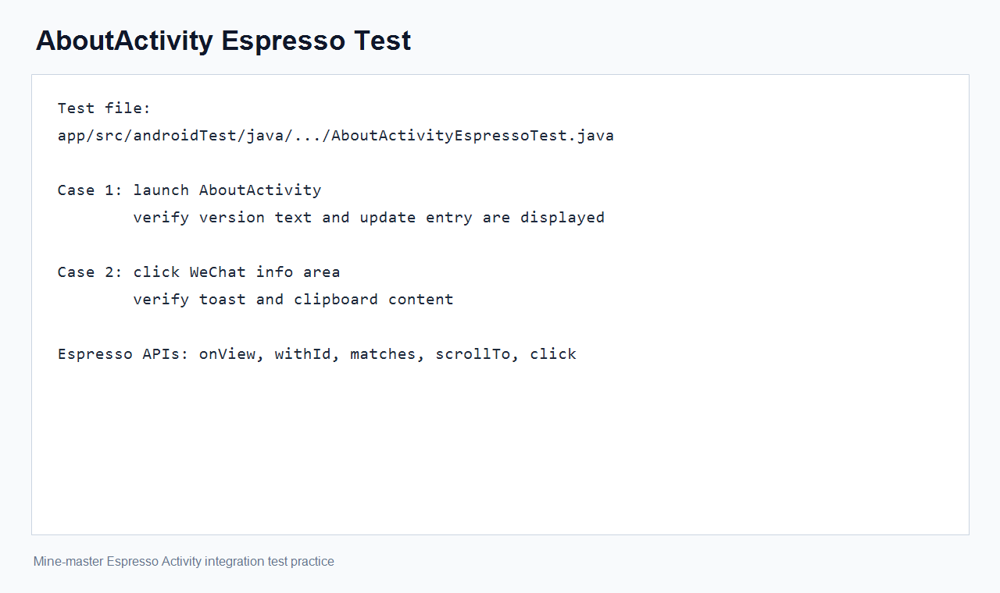 AboutActivity Espresso Test
Test file:
app/src/androidTest/java/.../AboutActivityEspressoTest.java
Case 1: launch AboutActivity
verify version text and update entry are displayed
Case 2: click WeChat info area
verify toast and clipboard content
Espresso APIs: onView, withId, matches, scrollTo, click
Mine-master Espresso Activity integration test practice